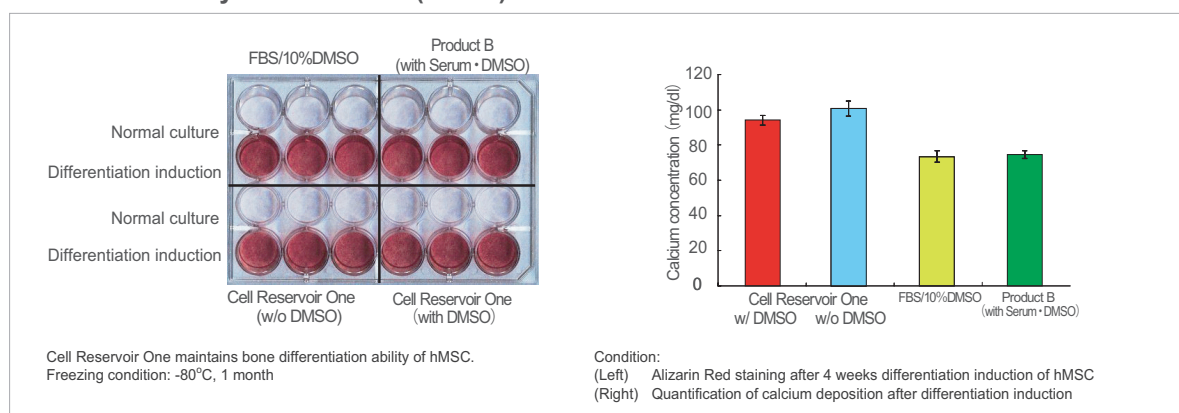 FBS/10%DMSO
Product B
(with Serum・DMSO)
Normal culture
Differentiation induction
Normal culture
Differentiation induction
Cell Reservoir One
(w/o DMSO)
Cell Reservoir One
(with DMSO)
Calcium concentration (mg/dl)
120
100
80
60
40
20
0
Cell Reservoir One
w/ DMSO
w/o DMSO
FBS/10%DMSO
Product B
(with Serum・DMSO)
Cell Reservoir One maintains bone differentiation ability of hMSC.
Freezing condition: -80°C, 1 month
Condition:
(Left) Alizarin Red staining after 4 weeks differentiation induction of hMSC
(Right) Quantification of calcium deposition after differentiation induction